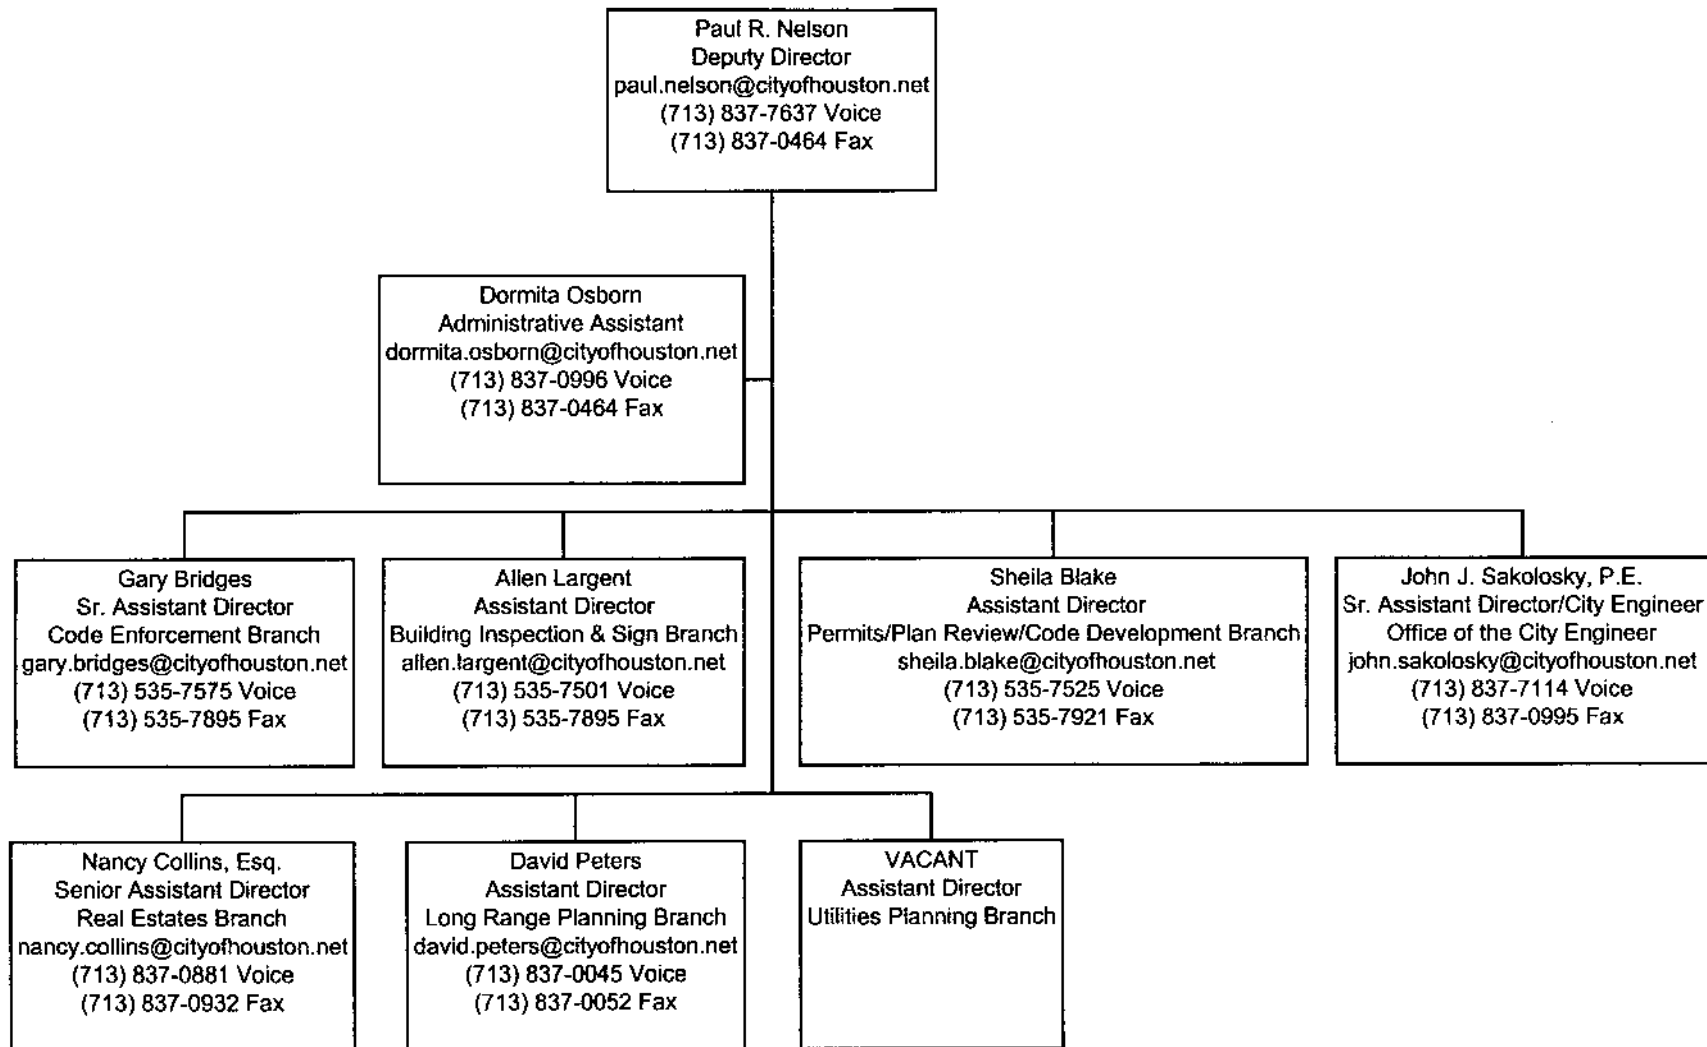 Paul R. Nelson
Deputy Director
paul.nelson@cityofhouston.net
(713) 837-7637 Voice
(713) 837-0464 Fax
Dormita Osborn
Administrative Assistant
dormita.osborn@cityofhouston.net
(713) 837-0996 Voice
(713) 837-0464 Fax
Gary Bridges
Sr. Assistant Director
Code Enforcement Branch
gary.bridges@cityofhouston.net
(713) 535-7575 Voice
(713) 535-7895 Fax
Allen Largent
Assistant Director
Building Inspection & Sign Branch
allen.largent@cityofhouston.net
(713) 535-7501 Voice
(713) 535-7895 Fax
Sheila Blake
Assistant Director
Permits/Plan Review/Code Development Branch
sheila.blake@cityofhouston.net
(713) 535-7525 Voice
(713) 535-7921 Fax
John J. Sakolosky, P.E.
Sr. Assistant Director/City Engineer
Office of the City Engineer
john.sakolosky@cityofhouston.net
(713) 837-7114 Voice
(713) 837-0995 Fax
Nancy Collins, Esq.
Senior Assistant Director
Real Estates Branch
nancy.collins@cityofhouston.net
(713) 837-0881 Voice
(713) 837-0932 Fax
David Peters
Assistant Director
Long Range Planning Branch
david.peters@cityofhouston.net
(713) 837-0045 Voice
(713) 837-0052 Fax
VACANT
Assistant Director
Utilities Planning Branch